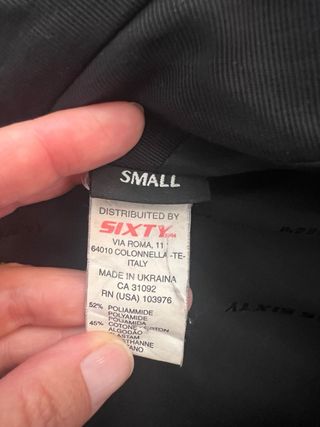 SMALL
DISTRIBUTED BY
SIXTY SPA
VIA ROMA, 11
64010 COLONNELLA -TE-
ITALY
MADE IN UKRAINA
CA 31092
RN (USA) 103976
52% POLIAMMIDE
POLYAMIDE
POLIAMIDA
45% COTONE
ALGODÃO